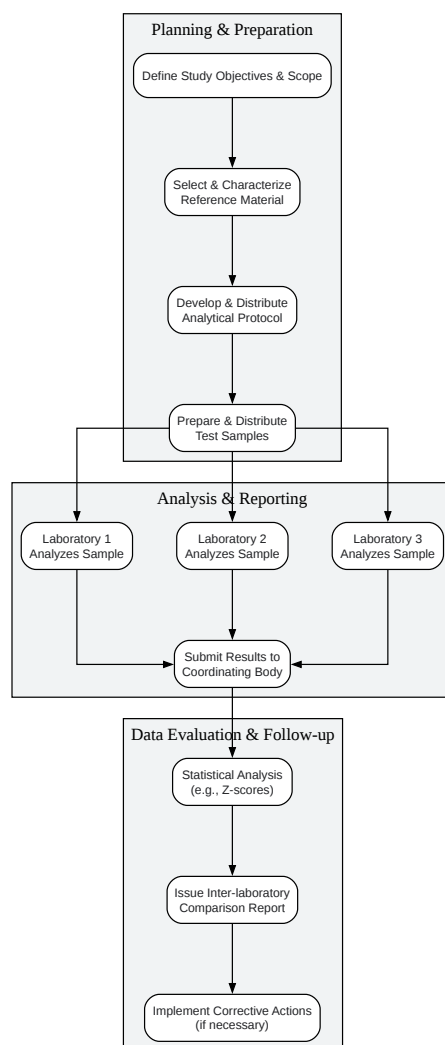 Planning & Preparation
Define Study Objectives & Scope
Select & Characterize
Reference Material
Develop & Distribute
Analytical Protocol
Prepare & Distribute
Test Samples
Analysis & Reporting
Laboratory 1
Analyzes Sample
Laboratory 2
Analyzes Sample
Laboratory 3
Analyzes Sample
Submit Results to
Coordinating Body
Data Evaluation & Follow-up
Statistical Analysis
(e.g., Z-scores)
Issue Inter-laboratory
Comparison Report
Implement Corrective Actions
(if necessary)